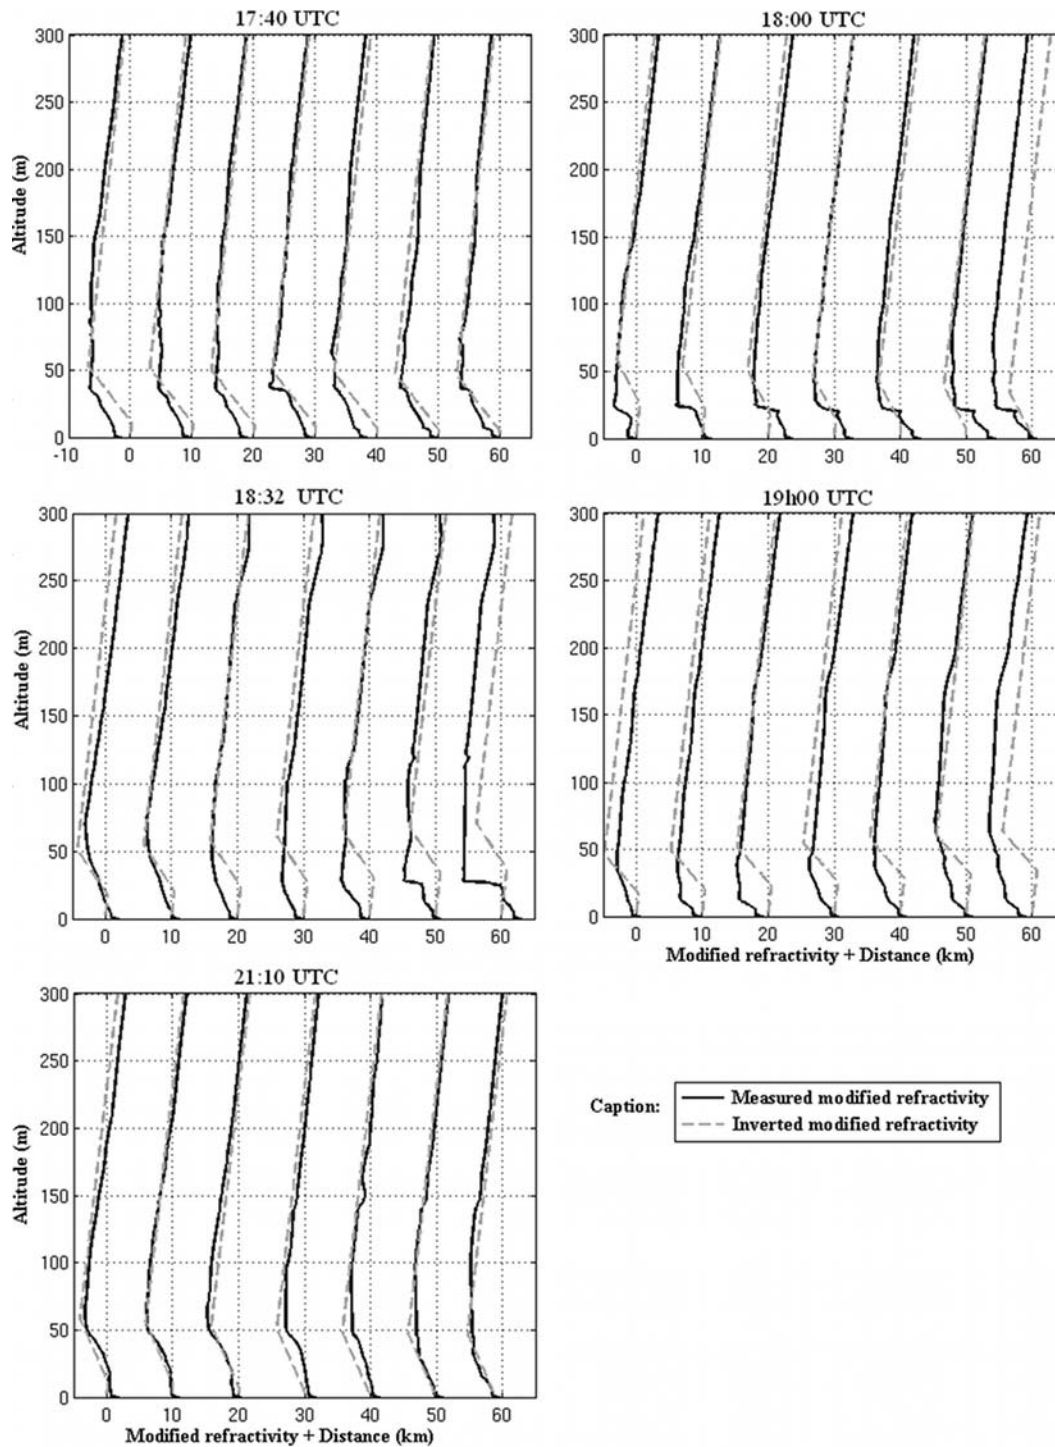 17:40 UTC
300
250
200
150
100
50
0
Altitude (m)
-10 0 10 20 30 40 50 60
18:00 UTC
300
250
200
150
100
50
0
0 10 20 30 40 50 60
18:32 UTC
300
250
200
150
100
50
0
Altitude (m)
0 10 20 30 40 50 60
19h00 UTC
300
250
200
150
100
50
0
0 10 20 30 40 50 60
Modified refractivity + Distance (km)
21:10 UTC
300
250
200
150
100
50
0
Altitude (m)
0 10 20 30 40 50 60
Modified refractivity + Distance (km)
Caption:
Measured modified refractivity
Inverted modified refractivity